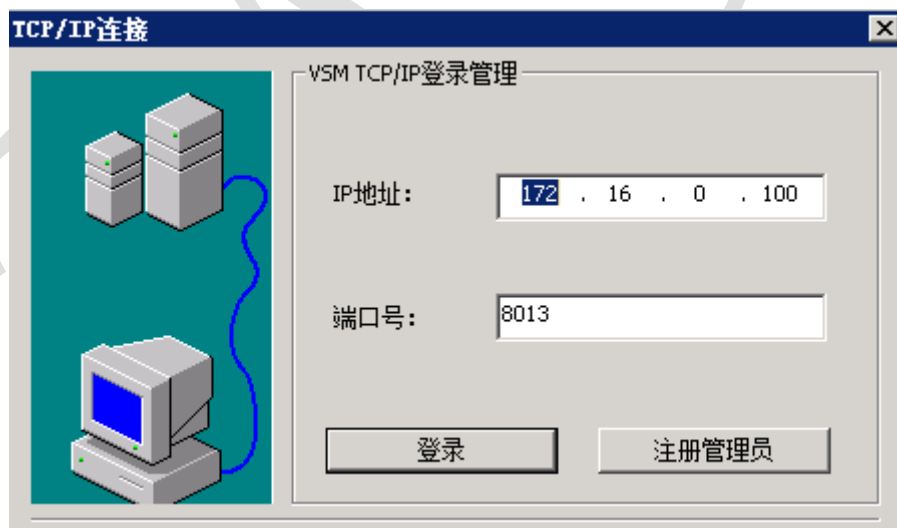 TCP/IP连接
VSM TCP/IP登录管理
IP地址: 172 . 16 . 0 . 100
端口号: 8013
登录 注册管理员